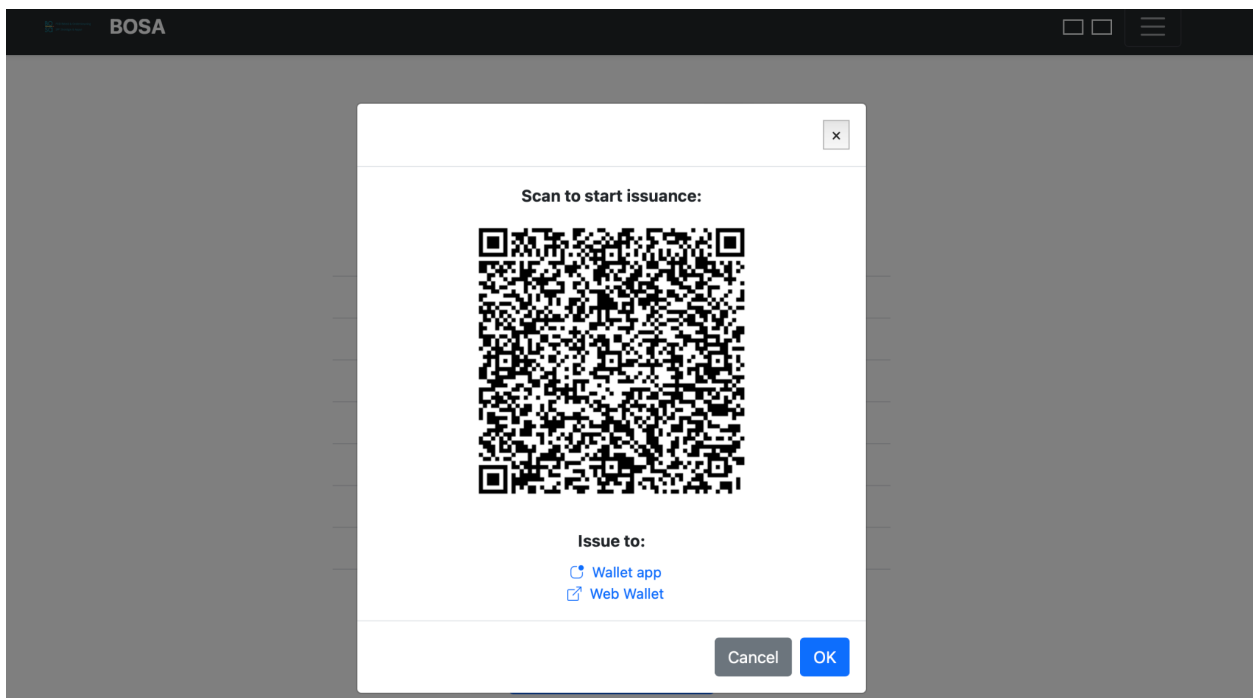 BOSA
×
Scan to start issuance:
Issue to:
Wallet app
Web Wallet
Cancel
OK